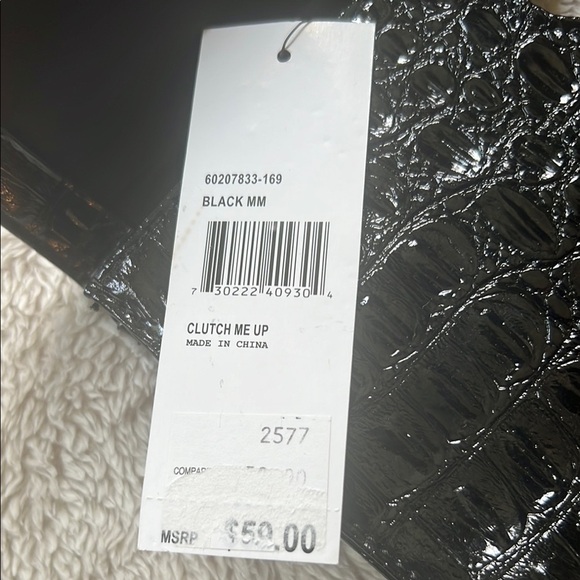 60207833-169
BLACK MM
7 30222 40930 4
CLUTCH ME UP
MADE IN CHINA
2577
MSRP $59.00